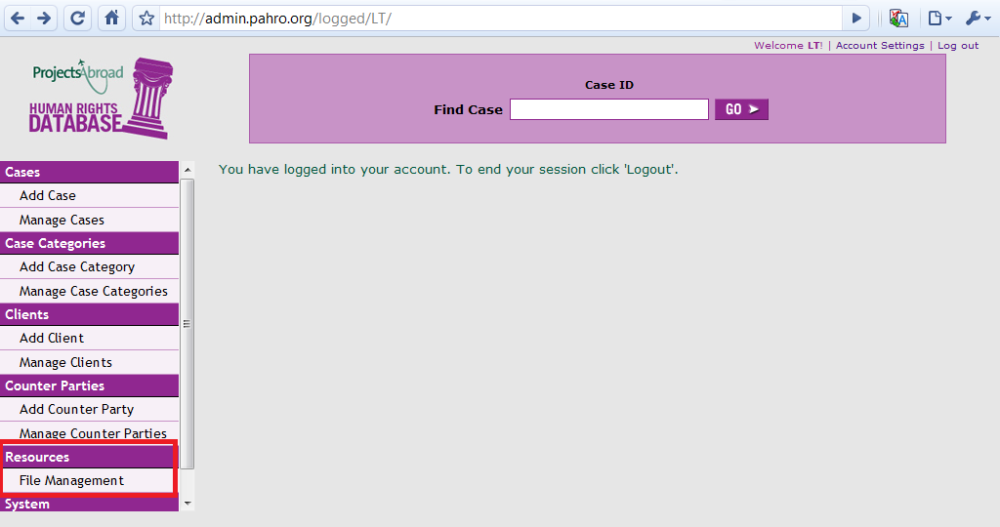 http://admin.pahro.org/logged/LT/
Welcome LT! | Account Settings | Log out
ProjectsAbroad
HUMAN RIGHTS
DATABASE
Case ID
Find Case
GO
You have logged into your account. To end your session click 'Logout'.
Cases
Add Case
Manage Cases
Case Categories
Add Case Category
Manage Case Categories
Clients
Add Client
Manage Clients
Counter Parties
Add Counter Party
Manage Counter Parties
Resources
File Management
System